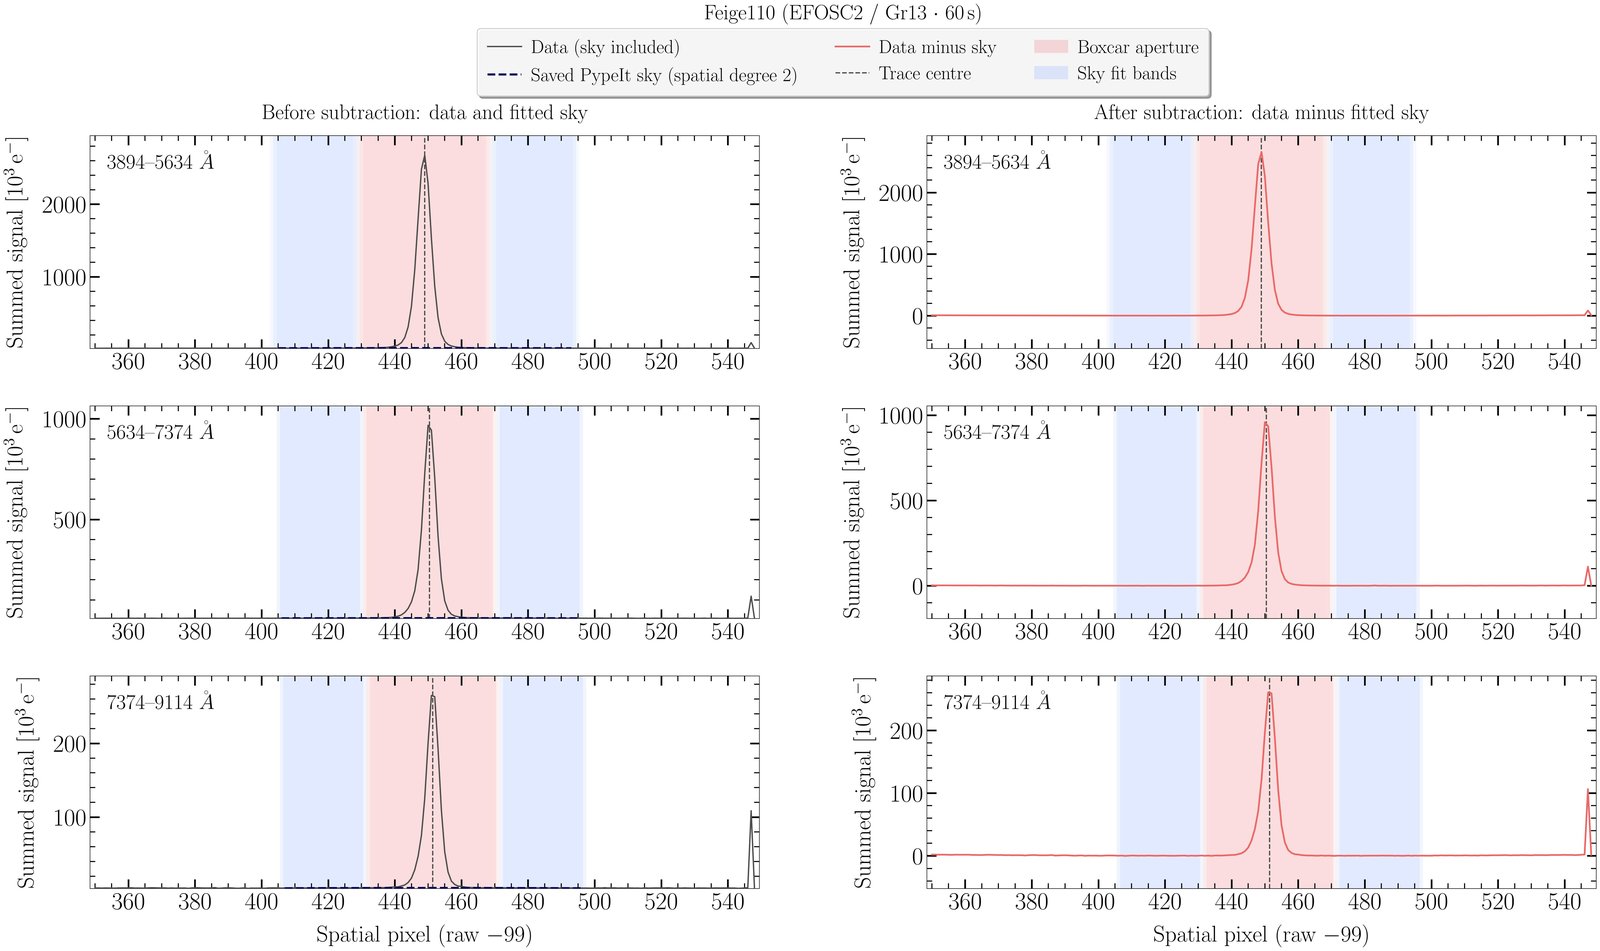 Feige110 (EFOSC2 / Gr13 · 60 s)
Data (sky included)
Saved PypeIt sky (spatial degree 2)
Data minus sky
Trace centre
Boxcar aperture
Sky fit bands
Before subtraction: data and fitted sky
After subtraction: data minus fitted sky
Summed signal [10³ e⁻]
3894–5634 Å
2000
1000
360 380 400 420 440 460 480 500 520 540
Summed signal [10³ e⁻]
3894–5634 Å
2000
1000
0
360 380 400 420 440 460 480 500 520 540
Summed signal [10³ e⁻]
5634–7374 Å
1000
500
360 380 400 420 440 460 480 500 520 540
Summed signal [10³ e⁻]
5634–7374 Å
1000
500
0
360 380 400 420 440 460 480 500 520 540
Summed signal [10³ e⁻]
7374–9114 Å
200
100
360 380 400 420 440 460 480 500 520 540
Spatial pixel (raw −99)
Summed signal [10³ e⁻]
7374–9114 Å
200
100
0
360 380 400 420 440 460 480 500 520 540
Spatial pixel (raw −99)